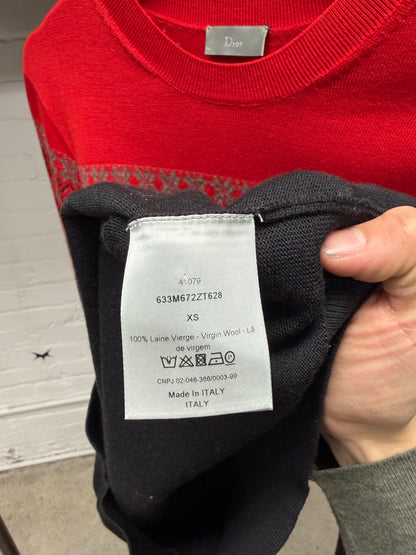 Dior
41079
633M672ZT628
XS
100% Laine Vierge - Virgin Wool - Lã
de virgem
CNPJ 02-046-366/0003-99
Made In ITALY
ITALY